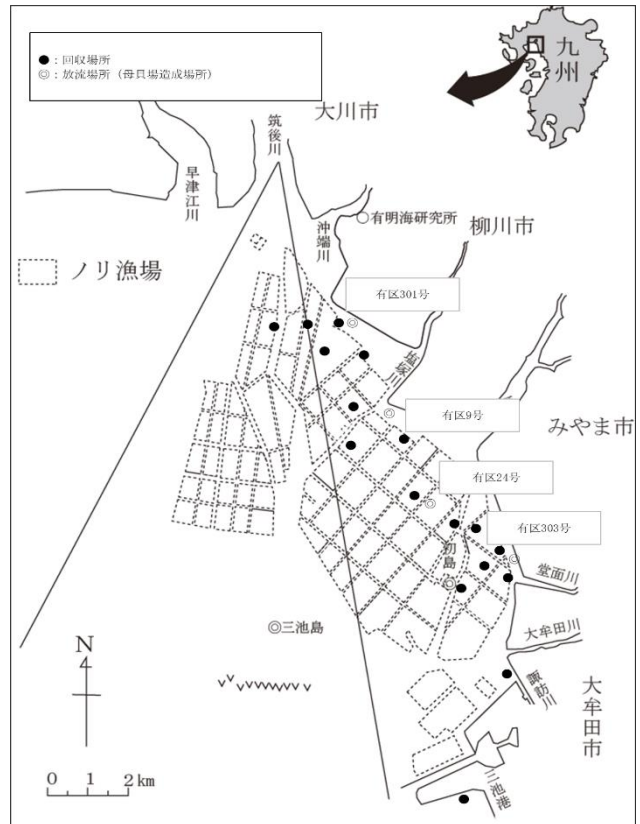 ●：回収場所
◎：放流場所（母貝場造成場所）
九州
大川市
筑後川
早津江川
沖端川
○有明海研究所
柳川市
ノリ漁場
有区301号
塩塚川
有区9号
みやま市
有区24号
有区303号
初島
堂面川
◎三池島
大牟田川
諏訪川
大牟田市
N
三池港
0 1 2km